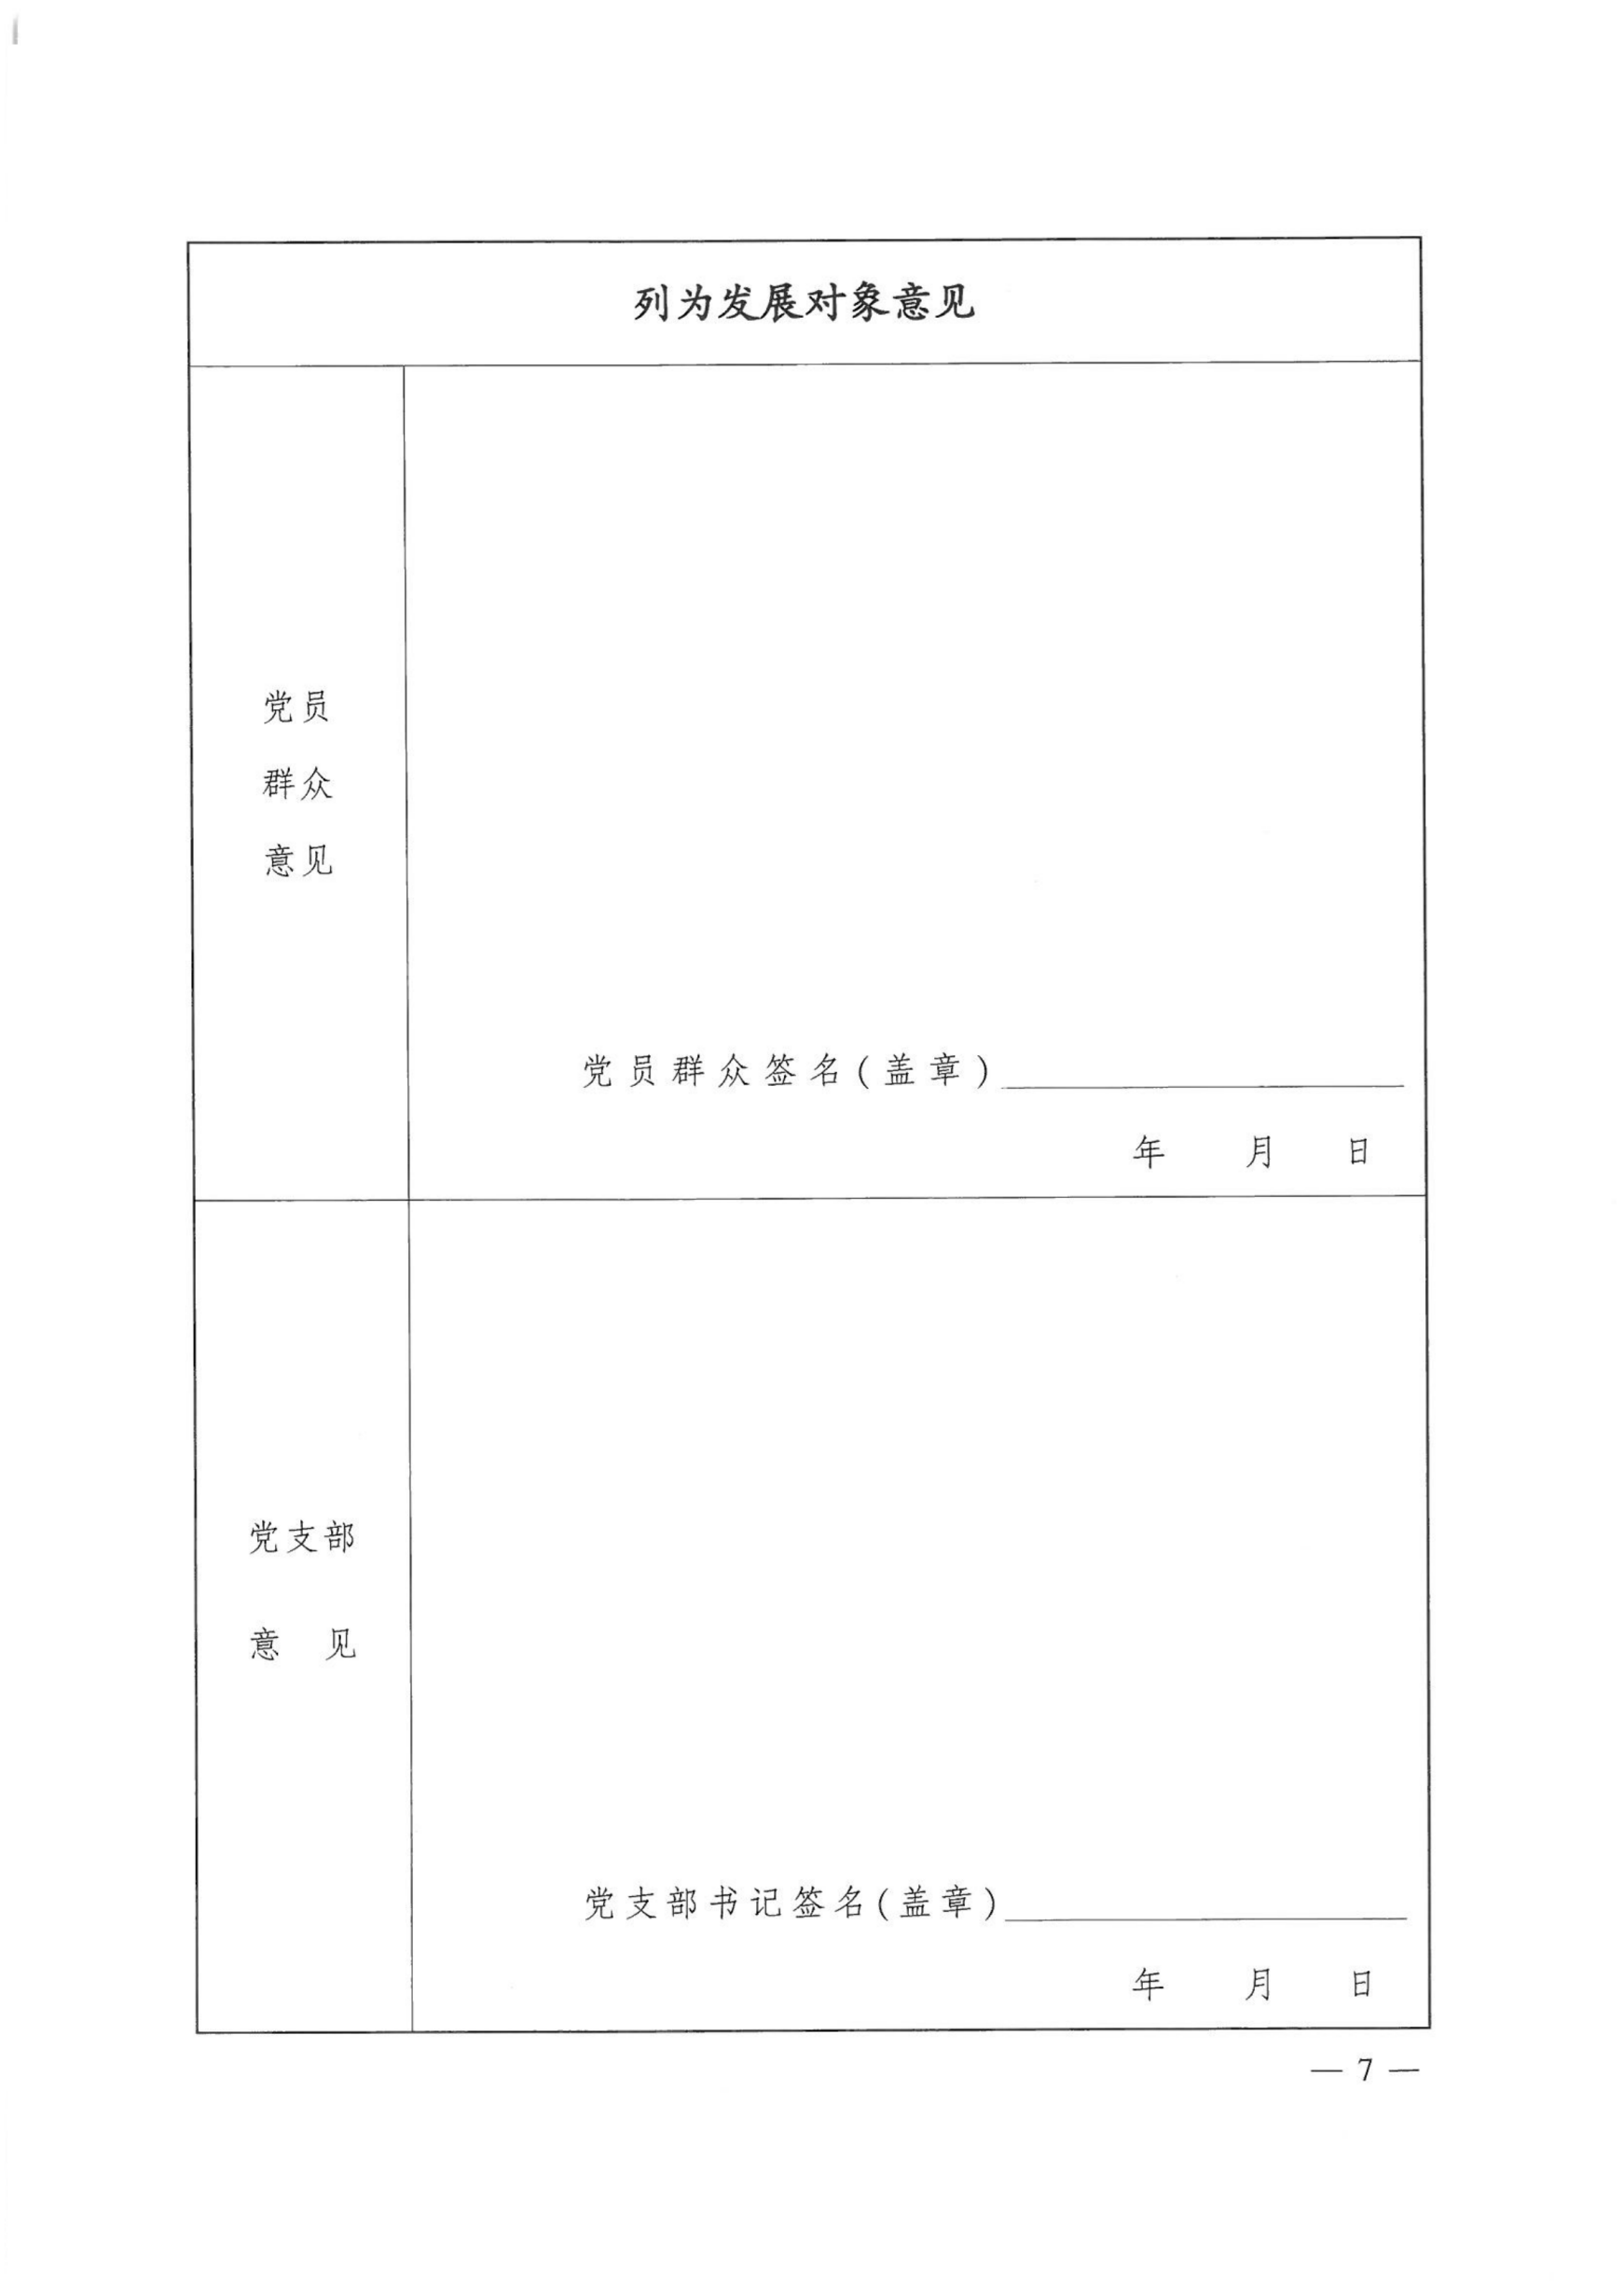 列为发展对象意见
党员
群众
意见
党员群众签名(盖章)
年 月 日
党支部
意 见
党支部书记签名(盖章)
年 月 日
— 7 —